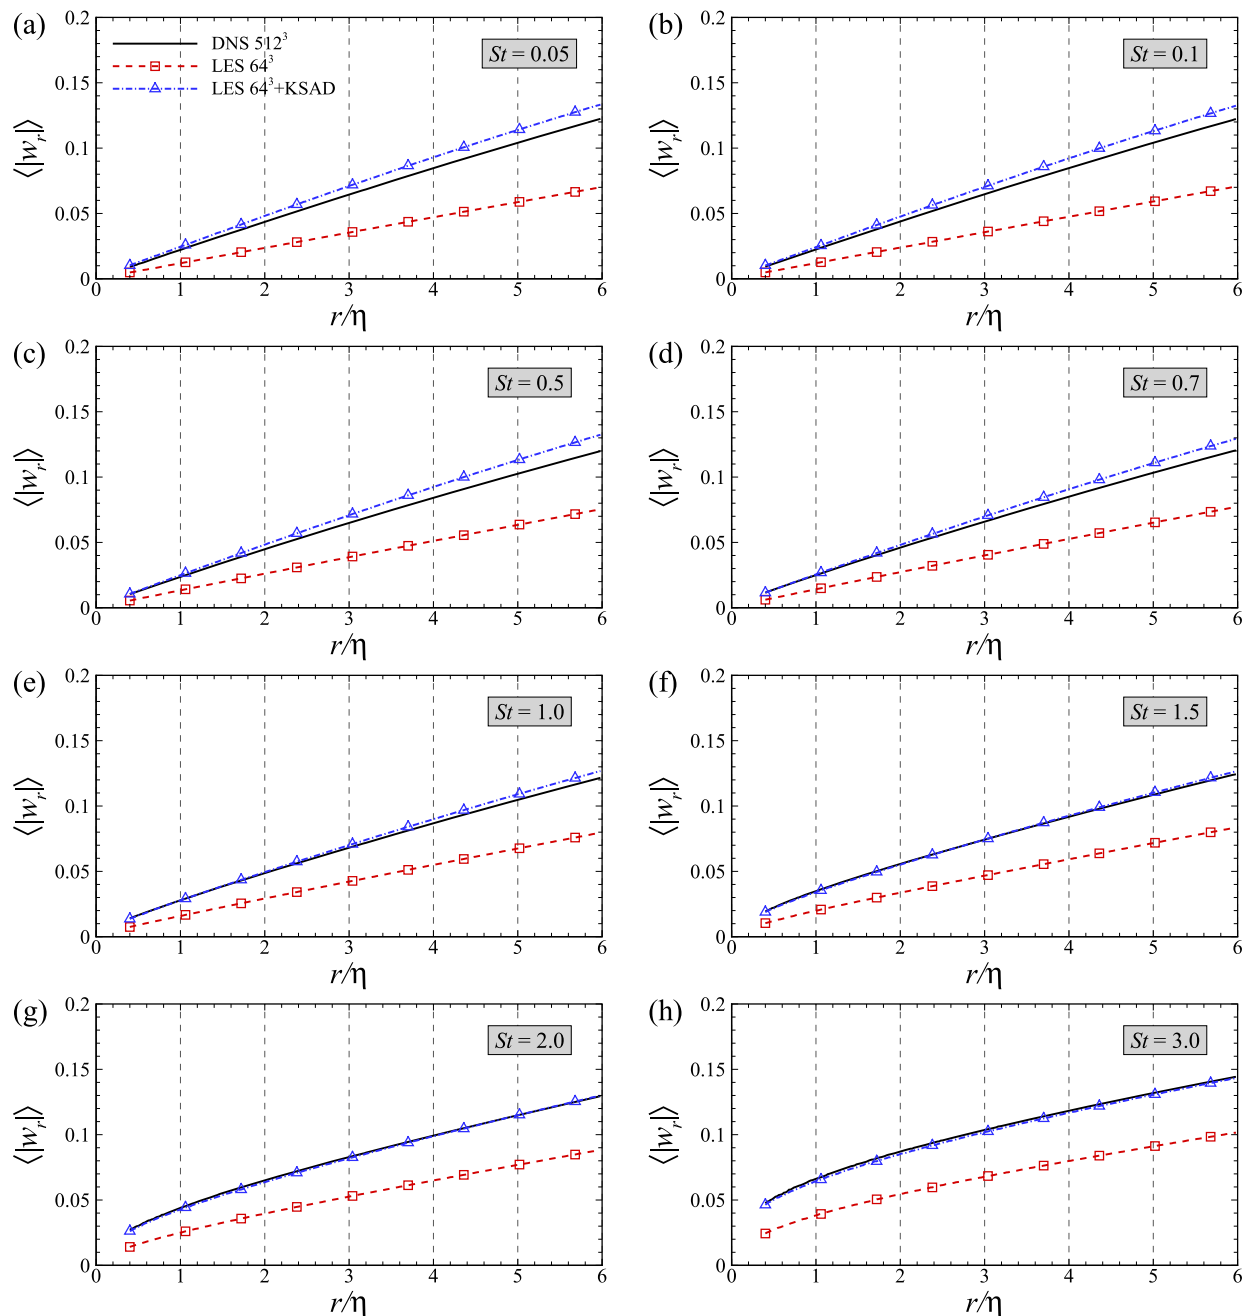 (a)
0.2
0.15
0.1
0.05
0
⟨|w_r|⟩
DNS 512³
LES 64³
LES 64³+KSAD
St = 0.05
0 1 2 3 4 5 6
r/η
(b)
0.2
0.15
0.1
0.05
0
⟨|w_r|⟩
St = 0.1
0 1 2 3 4 5 6
r/η
(c)
0.2
0.15
0.1
0.05
0
⟨|w_r|⟩
St = 0.5
0 1 2 3 4 5 6
r/η
(d)
0.2
0.15
0.1
0.05
0
⟨|w_r|⟩
St = 0.7
0 1 2 3 4 5 6
r/η
(e)
0.2
0.15
0.1
0.05
0
⟨|w_r|⟩
St = 1.0
0 1 2 3 4 5 6
r/η
(f)
0.2
0.15
0.1
0.05
0
⟨|w_r|⟩
St = 1.5
0 1 2 3 4 5 6
r/η
(g)
0.2
0.15
0.1
0.05
0
⟨|w_r|⟩
St = 2.0
0 1 2 3 4 5 6
r/η
(h)
0.2
0.15
0.1
0.05
0
⟨|w_r|⟩
St = 3.0
0 1 2 3 4 5 6
r/η